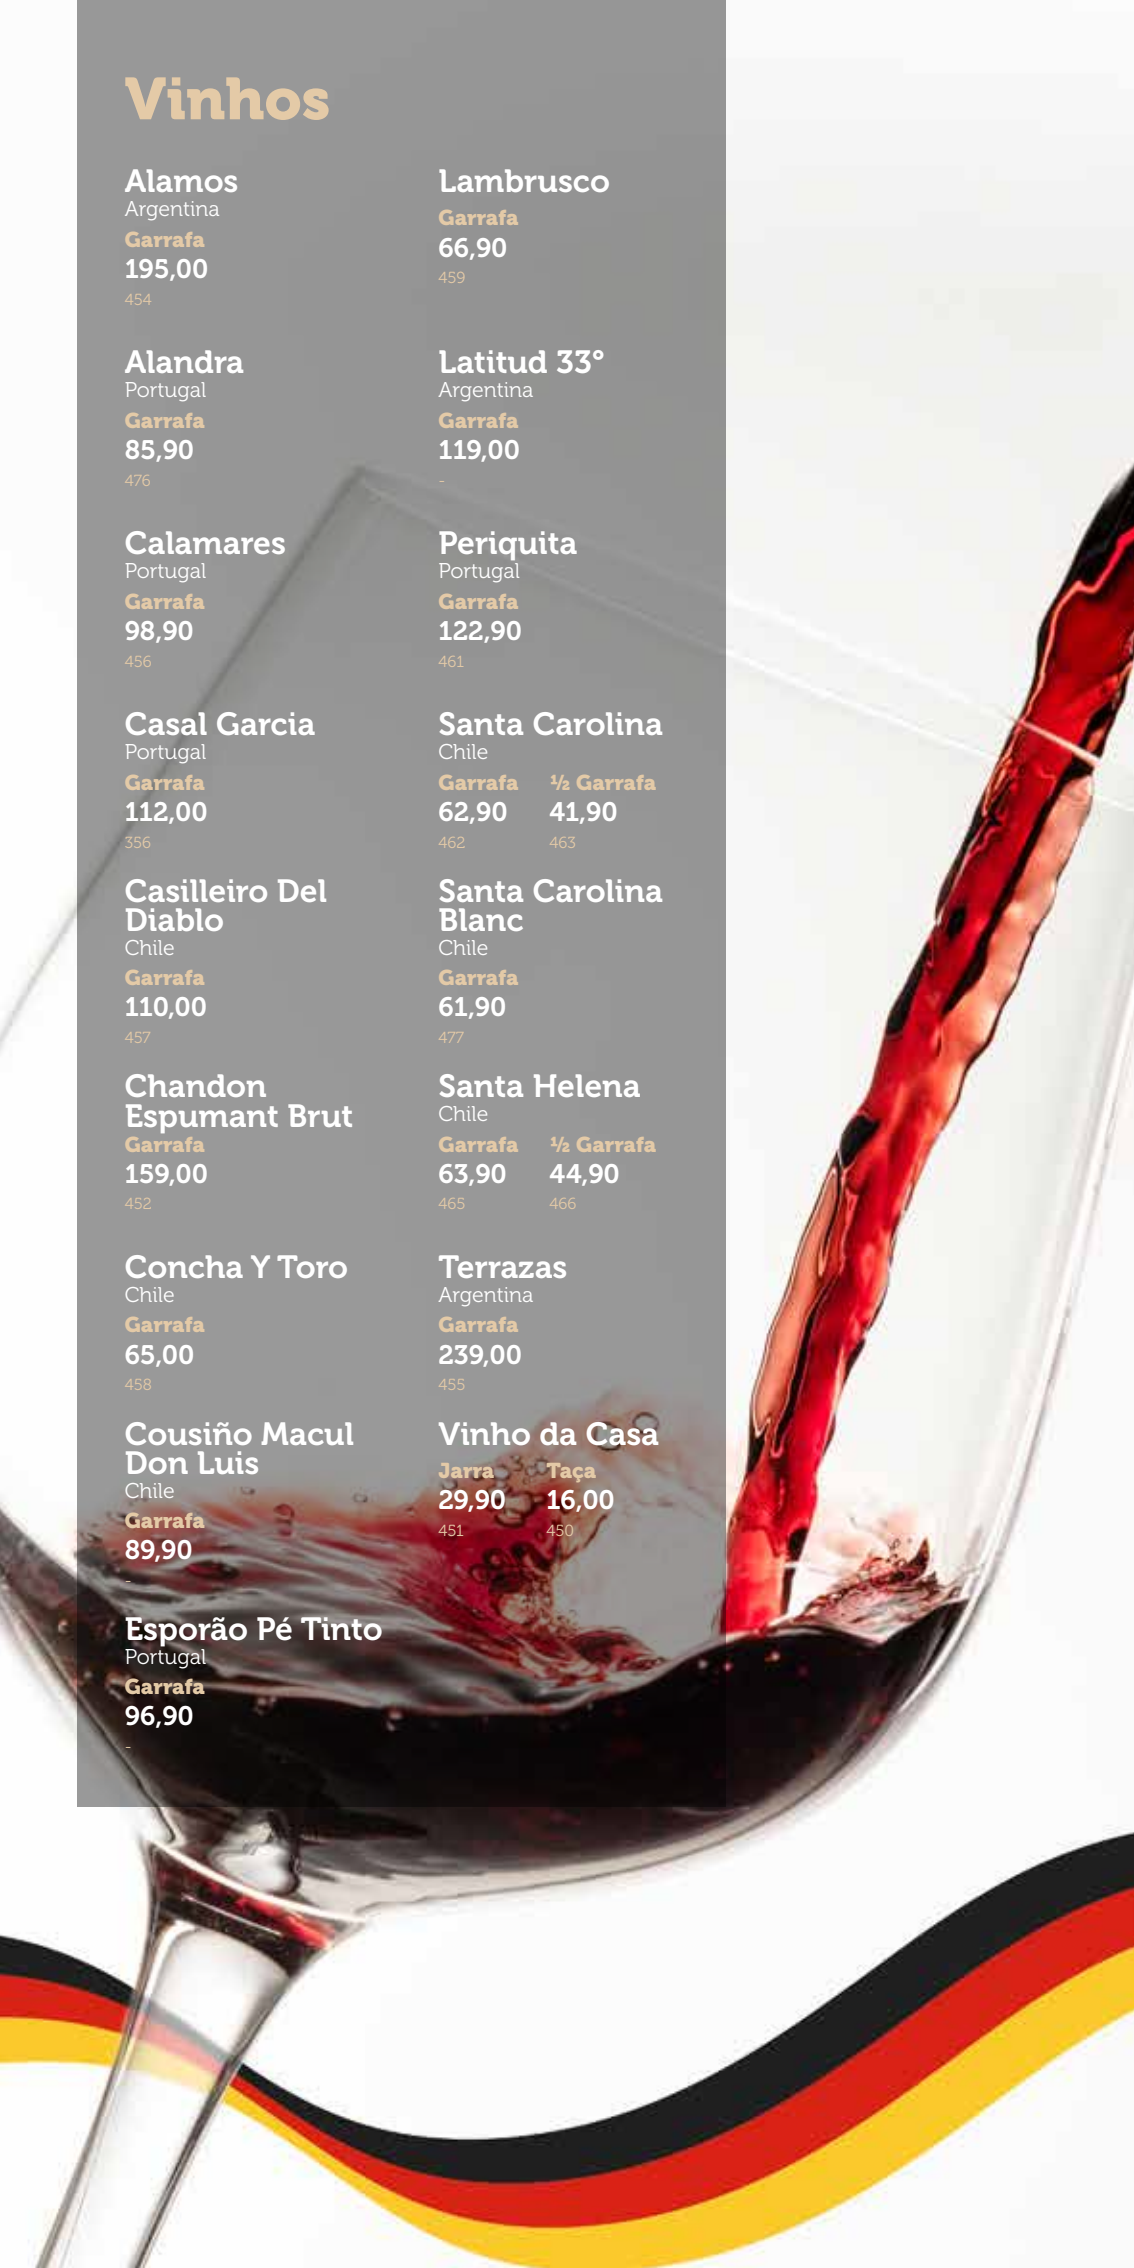 Vinhos
Alamos
Argentina
Garrafa
195,00
454
Alandra
Portugal
Garrafa
85,90
476
Calamares
Portugal
Garrafa
98,90
456
Casal Garcia
Portugal
Garrafa
112,00
356
Casilleiro Del
Diablo
Chile
Garrafa
110,00
457
Chandon
Espumant Brut
Garrafa
159,00
452
Concha Y Toro
Chile
Garrafa
65,00
458
Cousiño Macul
Don Luis
Chile
Garrafa
89,90
-
Esporão Pé Tinto
Portugal
Garrafa
96,90
-
Lambrusco
Garrafa
66,90
459
Latitud 33°
Argentina
Garrafa
119,00
-
Periquita
Portugal
Garrafa
122,90
461
Santa Carolina
Chile
Garrafa ½ Garrafa
62,90 41,90
462 463
Santa Carolina
Blanc
Chile
Garrafa
61,90
477
Santa Helena
Chile
Garrafa ½ Garrafa
63,90 44,90
465 466
Terrazas
Argentina
Garrafa
239,00
455
Vinho da Casa
Jarra Taça
29,90 16,00
451 450